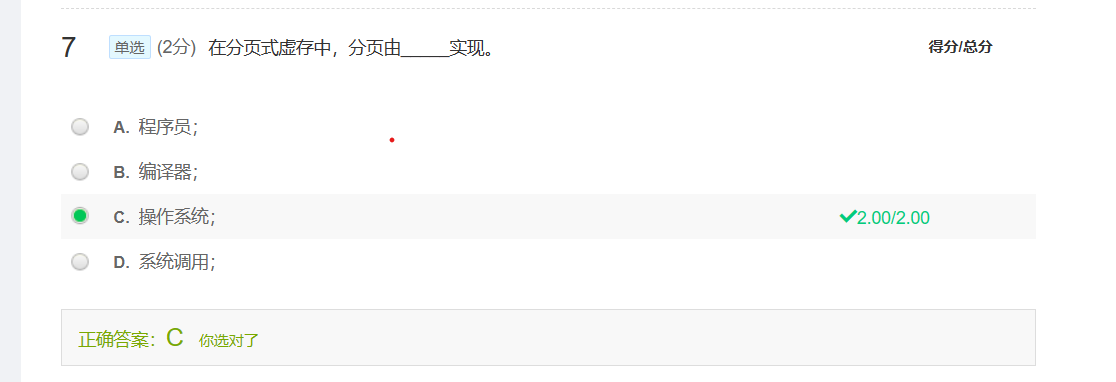 7 单选 (2分) 在分页式虚存中，分页由______实现。 得分/总分
A. 程序员；
B. 编译器；
C. 操作系统； 2.00/2.00
D. 系统调用；
正确答案：C 你选对了